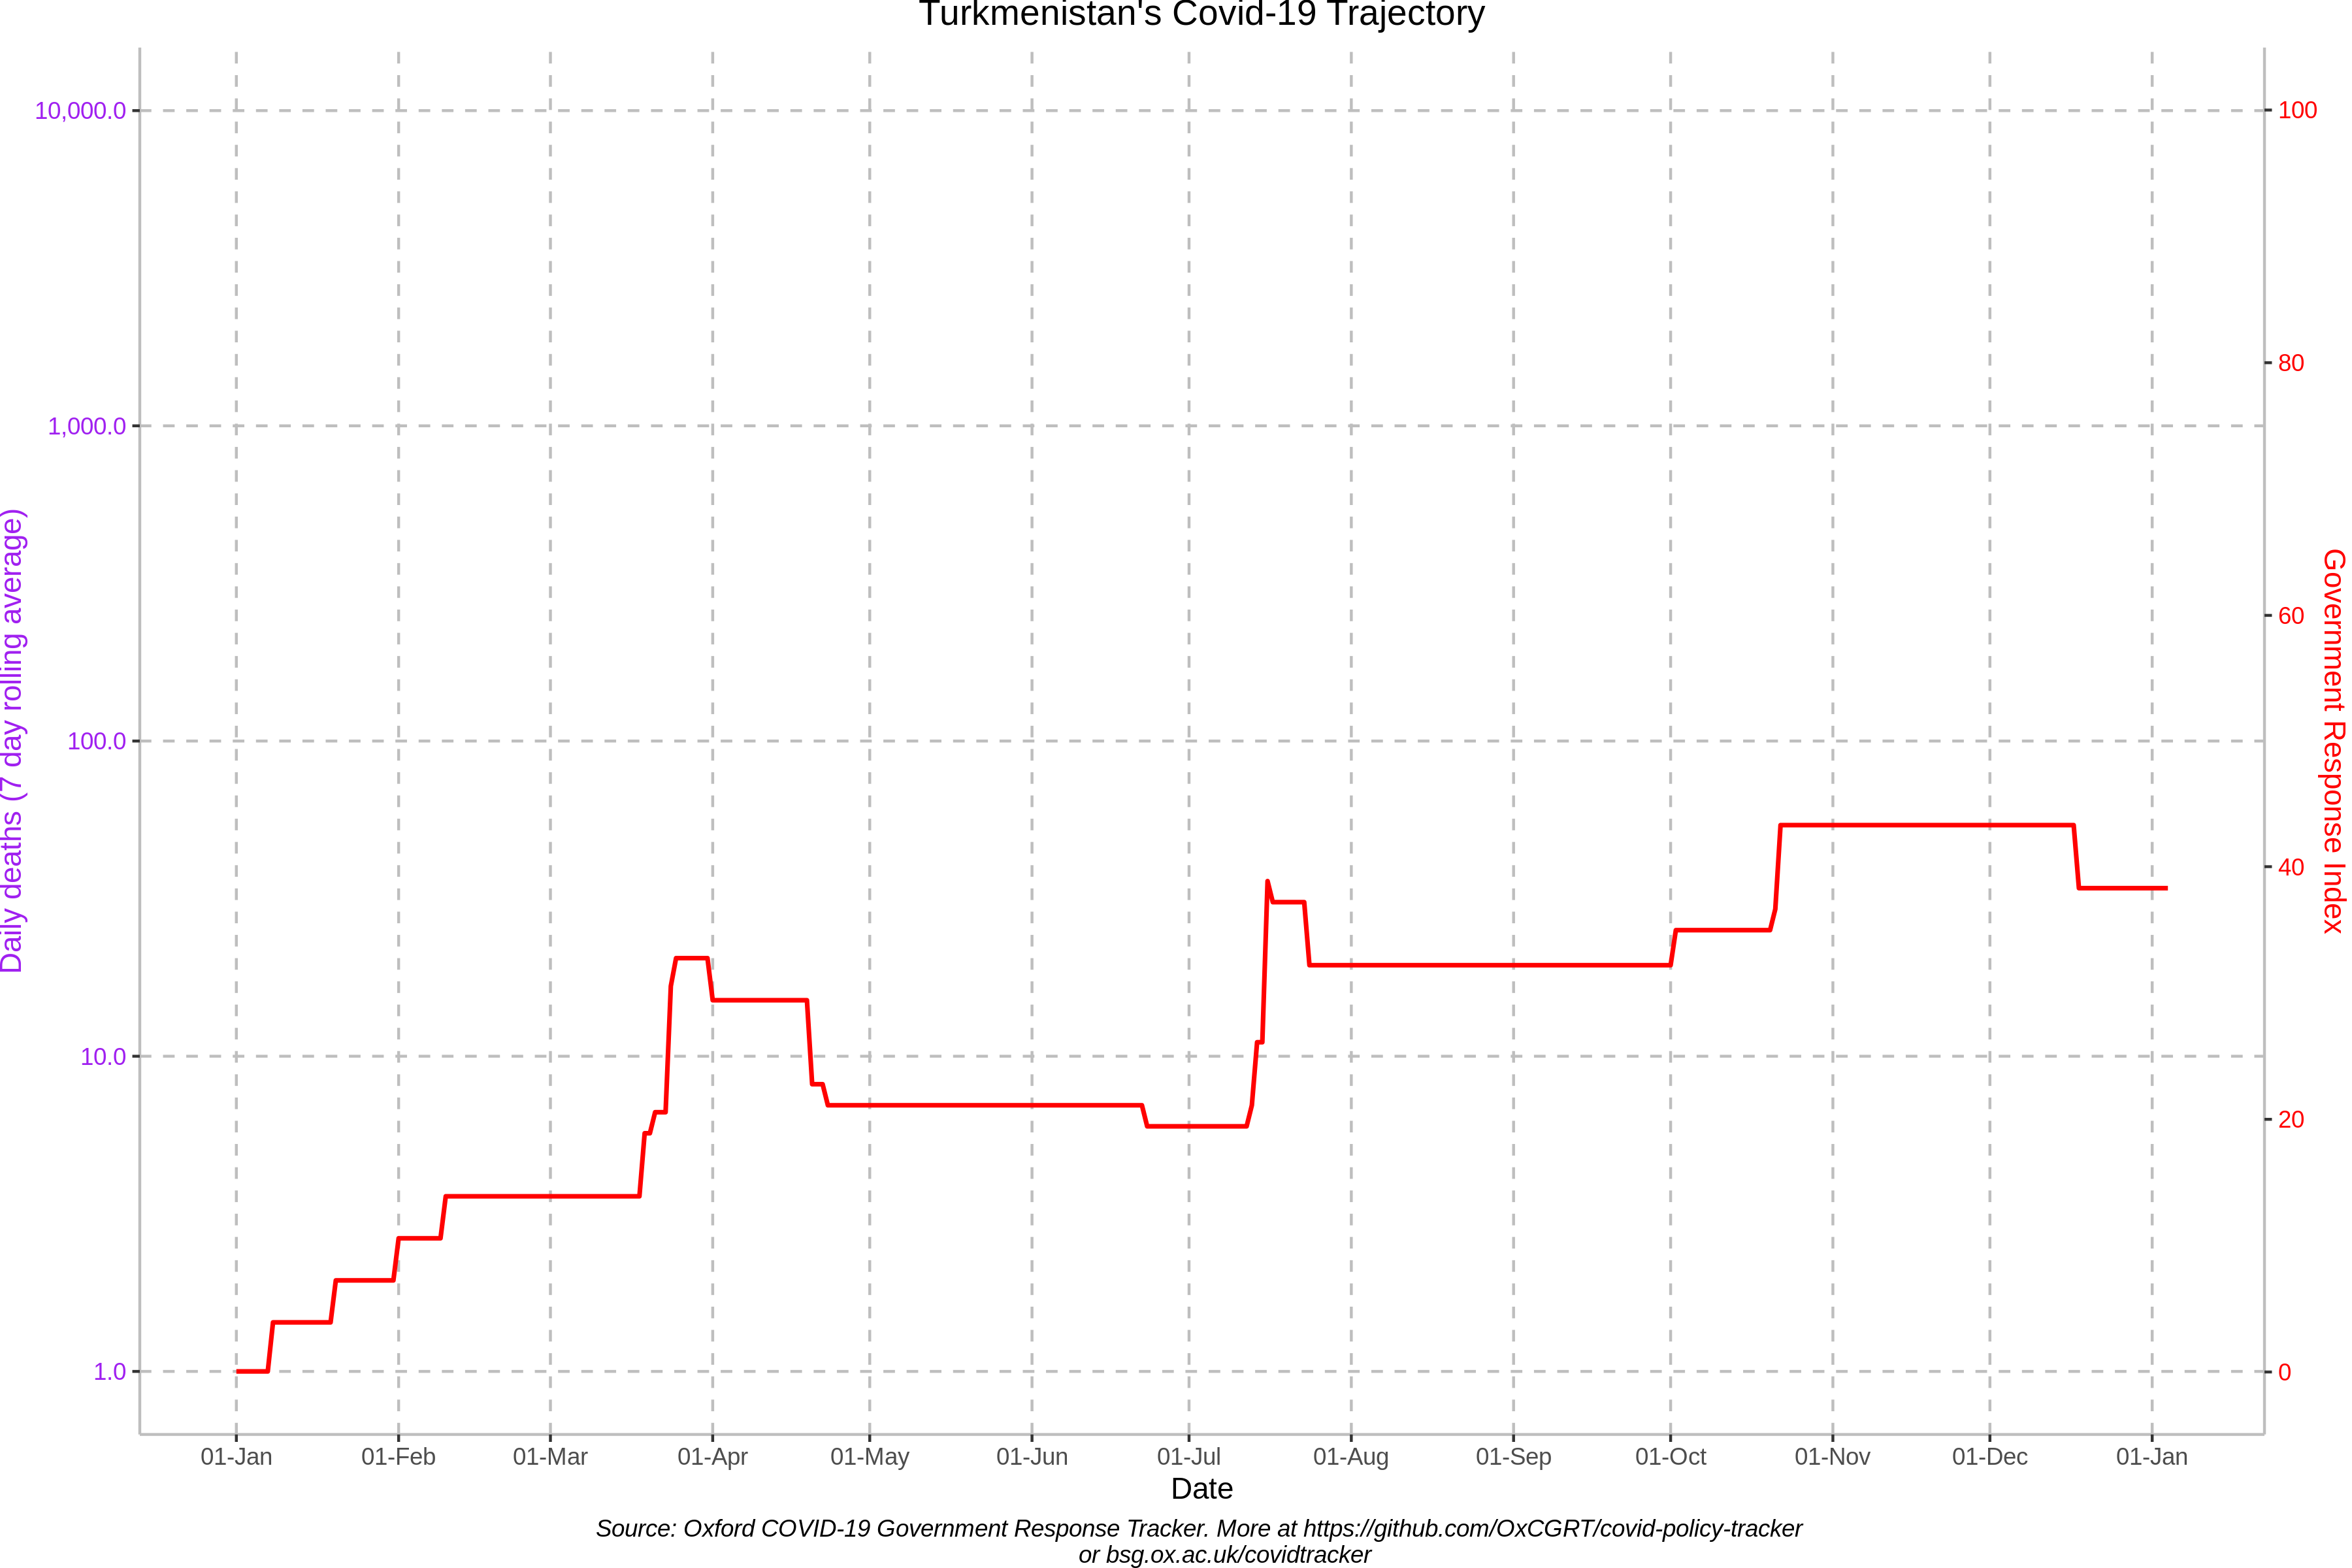 Turkmenistan's Covid-19 Trajectory
10,000.0
1,000.0
100.0
10.0
1.0
Daily deaths (7 day rolling average)
100
80
60
40
20
0
Government Response Index
01-Jan 01-Feb 01-Mar 01-Apr 01-May 01-Jun 01-Jul 01-Aug 01-Sep 01-Oct 01-Nov 01-Dec 01-Jan
Date
Source: Oxford COVID-19 Government Response Tracker. More at https://github.com/OxCGRT/covid-policy-tracker
or bsg.ox.ac.uk/covidtracker